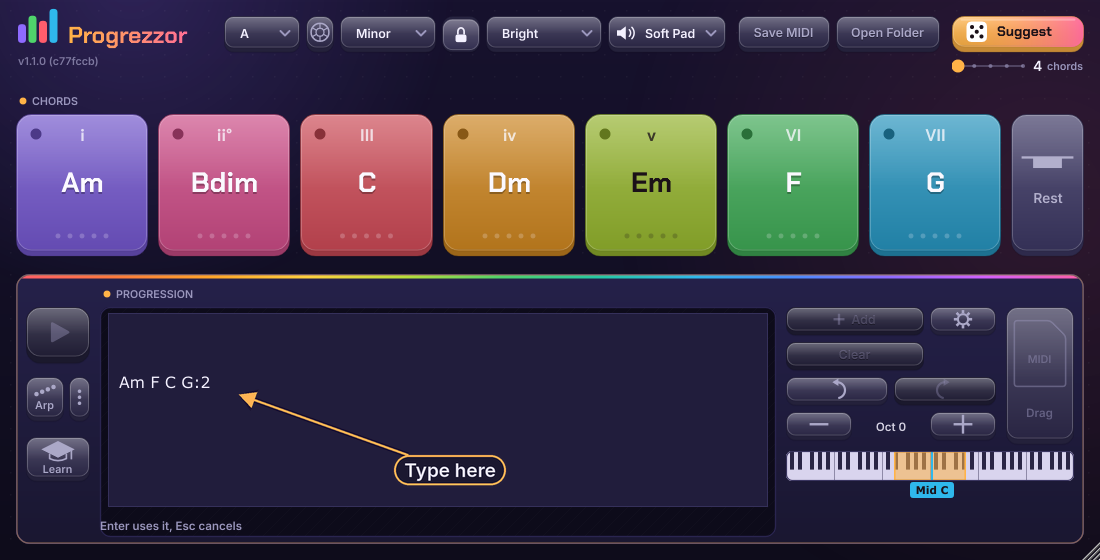 Progrezzor
v1.1.0 (c77fccb)
A
Minor
Bright
Soft Pad
Save MIDI
Open Folder
Suggest
4 chords
CHORDS
i
Am
ii°
Bdim
III
C
iv
Dm
v
Em
VI
F
VII
G
Rest
PROGRESSION
Arp
Learn
Am F C G:2
Type here
Enter uses it, Esc cancels
Add
Clear
Oct 0
Mid C
MIDI
Drag